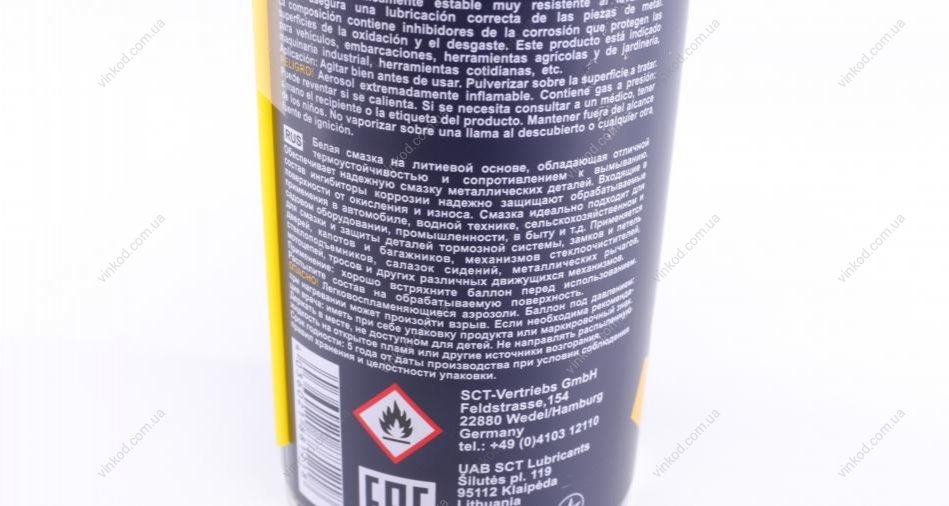 camente estable muy resistente al
asegura una lubricación correcta de las piezas de metal.
La composición contiene inhibidores de la corrosión que protegen las
superficies de la oxidación y el desgaste. Este producto está indicado
para vehículos, embarcaciones, herramientas agrícolas y de jardinería,
maquinaria industrial, herramientas cotidianas, etc.
Aplicación: Agitar bien antes de usar. Pulverizar sobre la superficie a tratar.
PELIGRO: Aerosol extremadamente inflamable. Contiene gas a presión:
Puede reventar si se calienta. Si se necesita consultar a un médico, tener
a mano el recipiente o la etiqueta del producto. Mantener fuera del alcance
de los niños. No vaporizar sobre una llama al descubierto o cualquier otra
fuente de ignición.
RUS Белая смазка на литиевой основе, обладающая отличной
термоустойчивостью и сопротивлением к вымыванию.
Обеспечивает надежную смазку металлических деталей. Входящие в
состав ингибиторы коррозии надежно защищают обрабатываемые
поверхности от окисления и износа. Смазка идеально подходит для
применения в автомобиле, водной технике, сельскохозяйственном и
садовом оборудовании, промышленности, в быту и т.д. Применяется
для смазки и защиты деталей тормозной системы, замков и петель
дверей, капотов и багажников, механизмов стеклоочистителей,
стеклоподъемников, салазок сидений, металлических рычагов,
мотоцепей, тросов и других различных движущихся механизмов.
Применение: хорошо встряхните баллон перед использованием.
Распылите состав на обрабатываемую поверхность.
ОПАСНО! Легковоспламеняющиеся аэрозоли. Баллон под давлением:
при нагревании может произойти взрыв. Если необходима рекомендация
врача: иметь при себе упаковку продукта или маркировочный знак.
Держать в месте, не доступном для детей. Не направлять распыленную
жидкость на открытое пламя или другие источники возгорания.
Срок годности: 5 года от даты производства при условии соблюдения
правил хранения и целостности упаковки.
SCT-Vertriebs GmbH
Feldstrasse,154
22880 Wedel/Hamburg
Germany
tel.: +49 (0)4103 12110
UAB SCT Lubricants
Šilutės pl. 119
95112 Klaipėda
Lithuania
vinkod.com.ua